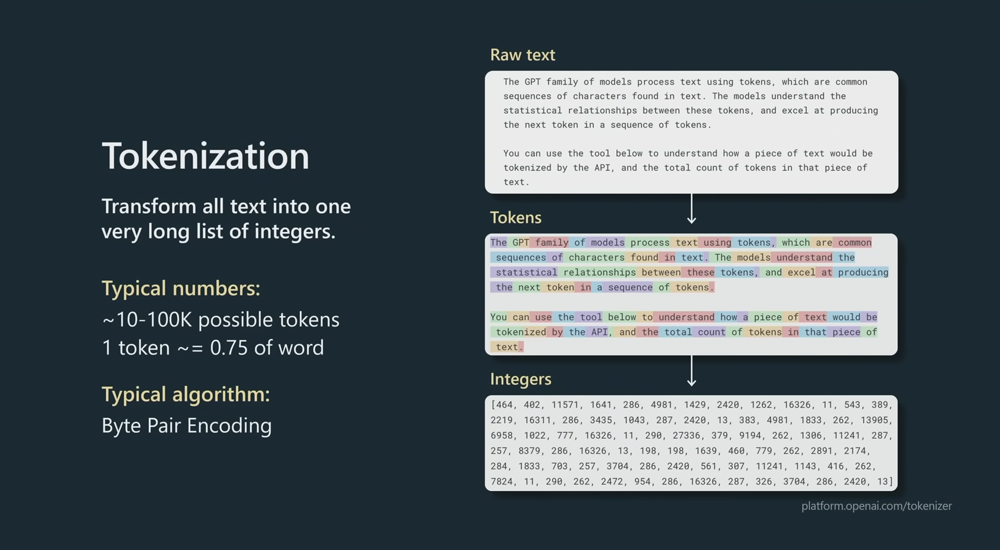 Tokenization
Transform all text into one
very long list of integers.
Typical numbers:
~10-100K possible tokens
1 token ~= 0.75 of word
Typical algorithm:
Byte Pair Encoding
Raw text
The GPT family of models process text using tokens, which are common
sequences of characters found in text. The models understand the
statistical relationships between these tokens, and excel at producing
the next token in a sequence of tokens.
You can use the tool below to understand how a piece of text would be
tokenized by the API, and the total count of tokens in that piece of
text.
Tokens
The GPT family of models process text using tokens, which are common
sequences of characters found in text. The models understand the
statistical relationships between these tokens, and excel at producing
the next token in a sequence of tokens.
You can use the tool below to understand how a piece of text would be
tokenized by the API, and the total count of tokens in that piece of
text.
Integers
[464, 402, 11571, 1641, 286, 4981, 1429, 2420, 1262, 16326, 11, 543, 389,
2219, 16311, 286, 3435, 1043, 287, 2420, 13, 383, 4981, 1833, 262, 13905,
6958, 1022, 777, 16326, 11, 290, 27336, 379, 9194, 262, 1306, 11241, 287,
257, 8379, 286, 16326, 13, 198, 198, 1639, 460, 779, 262, 2891, 2174,
284, 1833, 703, 257, 3704, 286, 2420, 561, 307, 11241, 1143, 416, 262,
7824, 11, 290, 262, 2472, 954, 286, 16326, 287, 326, 3704, 286, 2420, 13]
platform.openai.com/tokenizer